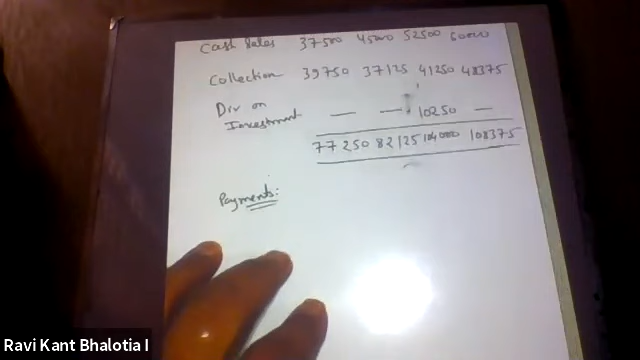 Cash Sales 37500 45000 52500 60000
Collection 39750 37125 41250 48375
Div on
Investment — — 10250 —
77250 82125 104000 108375
Payments:
Ravi Kant Bhalotia I